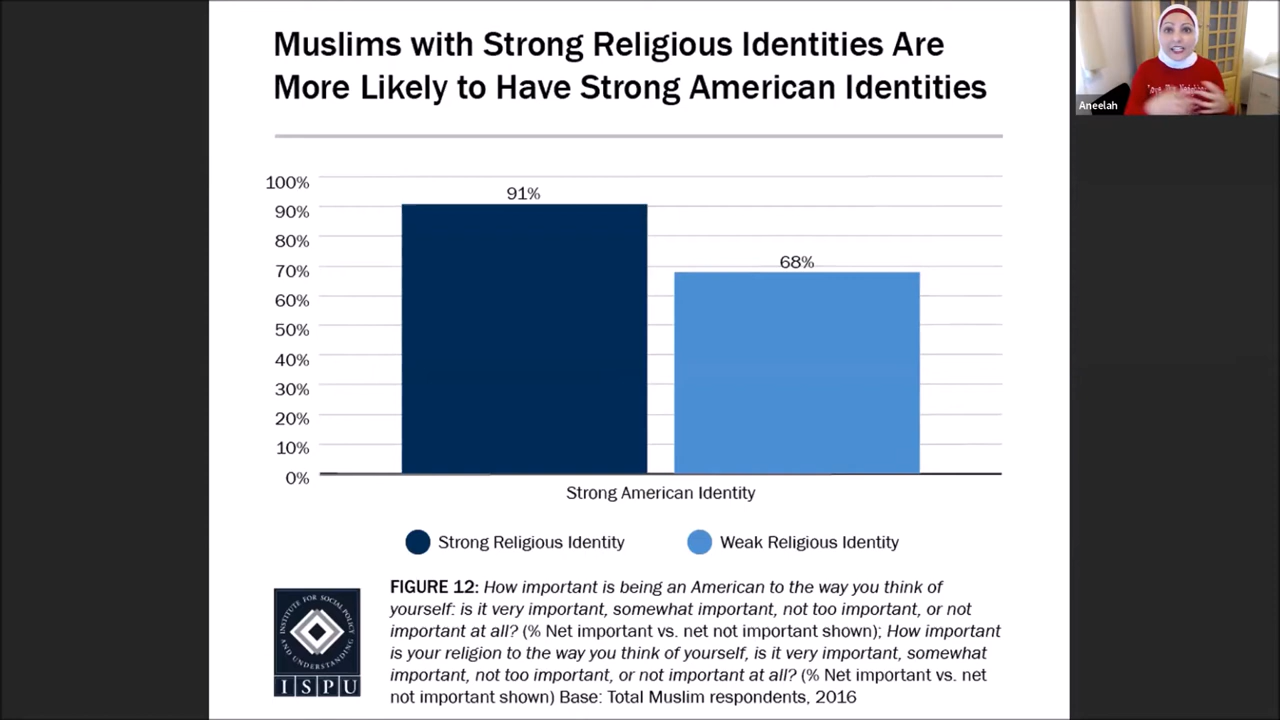 Muslims with Strong Religious Identities Are
More Likely to Have Strong American Identities
Aneelah
100%
90%
80%
70%
60%
50%
40%
30%
20%
10%
0%
91%
68%
Strong American Identity
Strong Religious Identity
Weak Religious Identity
INSTITUTE FOR SOCIAL POLICY
AND UNDERSTANDING
ISPU
FIGURE 12: How important is being an American to the way you think of
yourself: is it very important, somewhat important, not too important, or not
important at all? (% Net important vs. net not important shown); How important
is your religion to the way you think of yourself, is it very important, somewhat
important, not too important, or not important at all? (% Net important vs. net
not important shown) Base: Total Muslim respondents, 2016